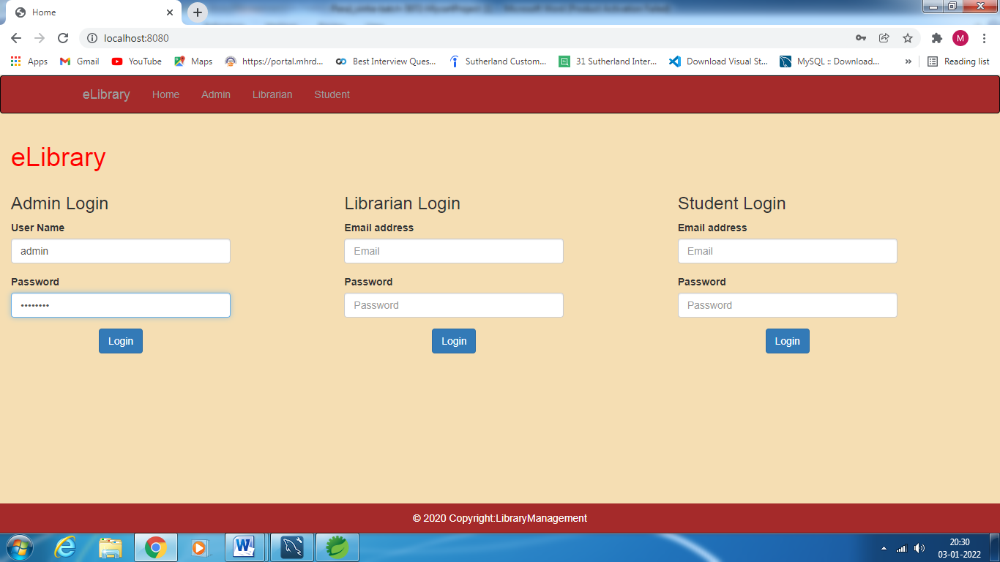 Home
localhost:8080
M
Apps Gmail YouTube Maps https://portal.mhrd... Best Interview Ques... Sutherland Custom... 31 Sutherland Inter... Download Visual St... MySQL :: Download... » Reading list
eLibrary Home Admin Librarian Student
eLibrary
Admin Login Librarian Login Student Login
User Name Email address Email address
admin Email Email
Password Password Password
•••••••• Password Password
Login Login Login
© 2020 Copyright:LibraryManagement
20:30
03-01-2022